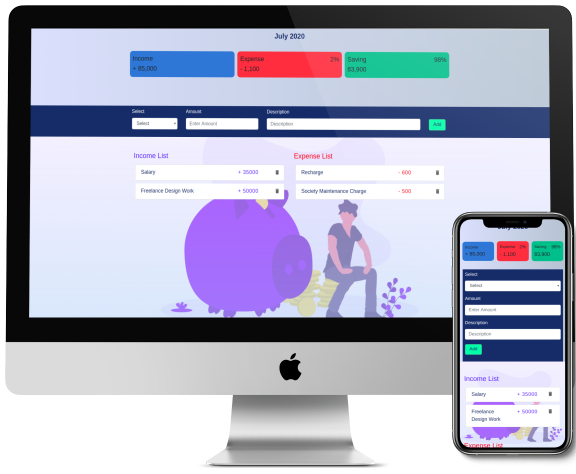 July 2020
Income
+ 85,000
Expense 2%
- 1,100
Saving 98%
83,900
Select
Amount
Description
Select
Enter Amount
Description
Add
Income List
Salary + 35000
Freelance Design Work + 50000
Expense List
Recharge - 600
Society Maintenance Charge - 500
July 2020
Income
+ 85,000
Expense 2%
- 1,100
Saving 98%
83,900
Select
Select
Amount
Enter Amount
Description
Description
Add
Income List
Salary + 35000
Freelance + 50000
Design Work
Expense List